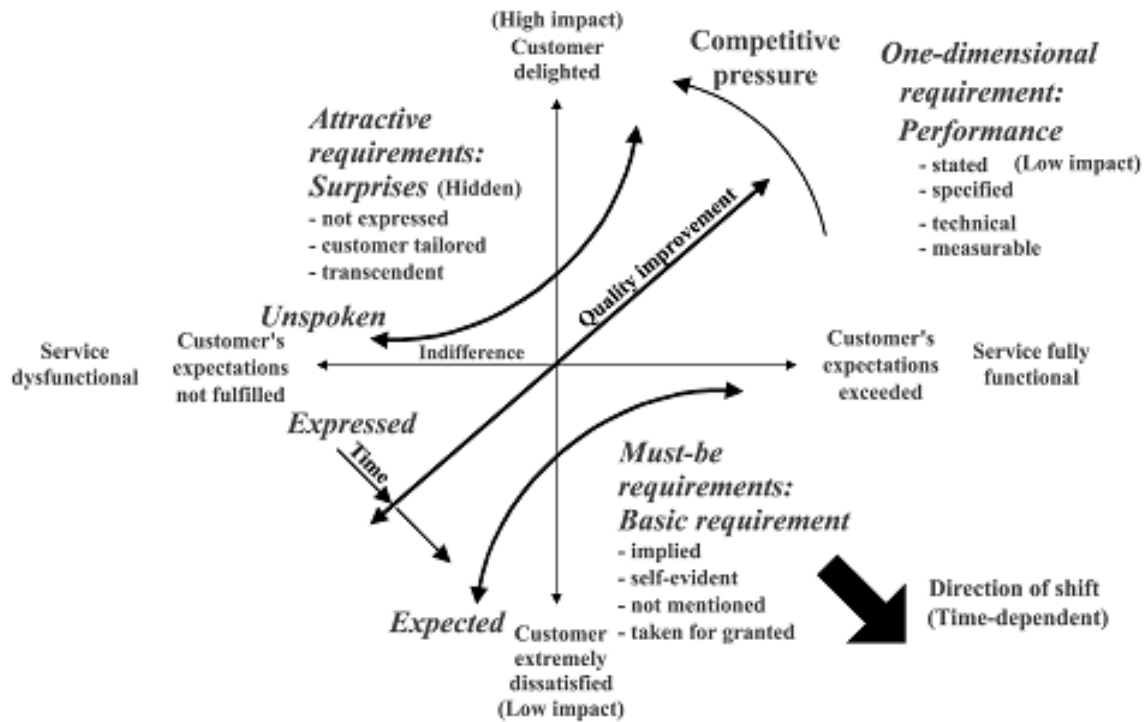 (High impact)
Customer
delighted
Competitive
pressure
One-dimensional
requirement:
Performance
- stated (Low impact)
- specified
- technical
- measurable
Attractive
requirements:
Surprises (Hidden)
- not expressed
- customer tailored
- transcendent
Quality improvement
Unspoken
Service
dysfunctional
Customer's
expectations
not fulfilled
Indifference
Customer's
expectations
exceeded
Service fully
functional
Expressed
Time
Must-be
requirements:
Basic requirement
- implied
- self-evident
- not mentioned
- taken for granted
Expected
Customer
extremely
dissatisfied
(Low impact)
Direction of shift
(Time-dependent)